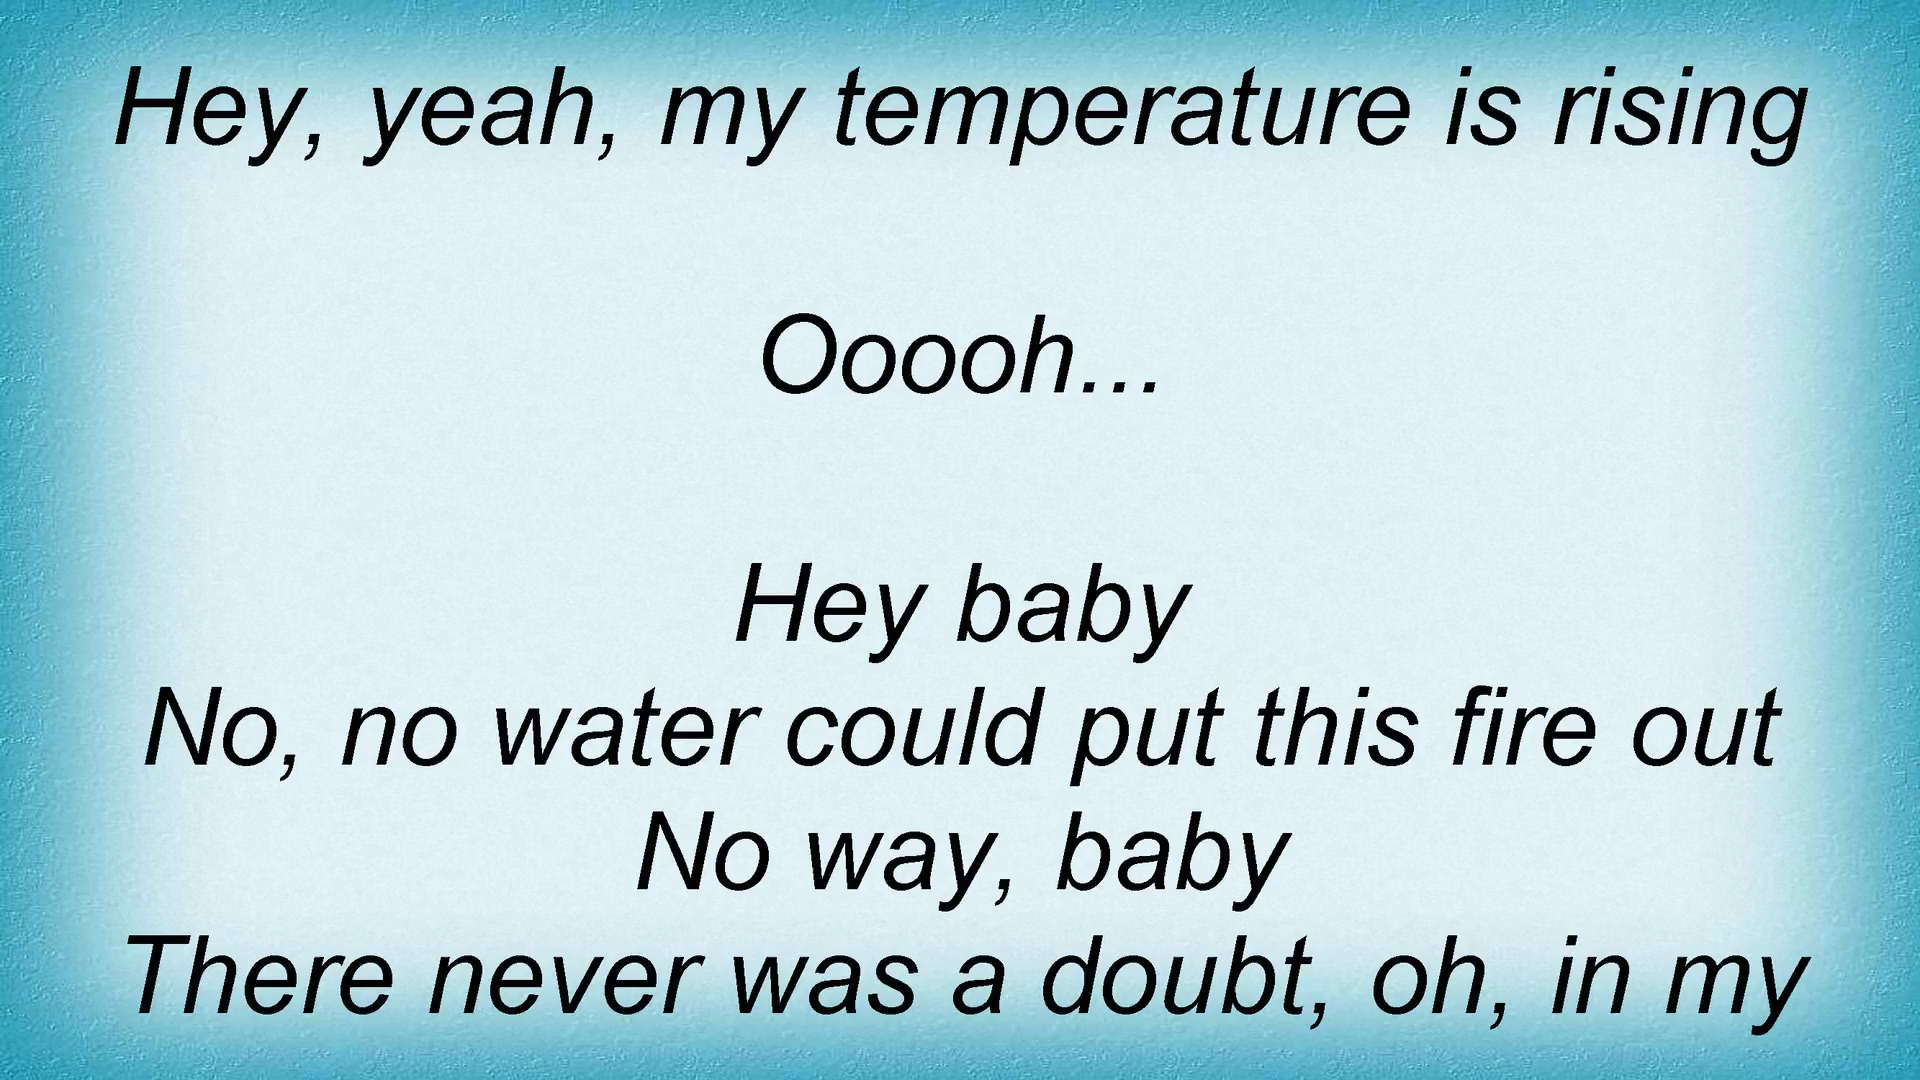 Hey, yeah, my temperature is rising
Ooooh...
Hey baby
No, no water could put this fire out
No way, baby
There never was a doubt, oh, in my